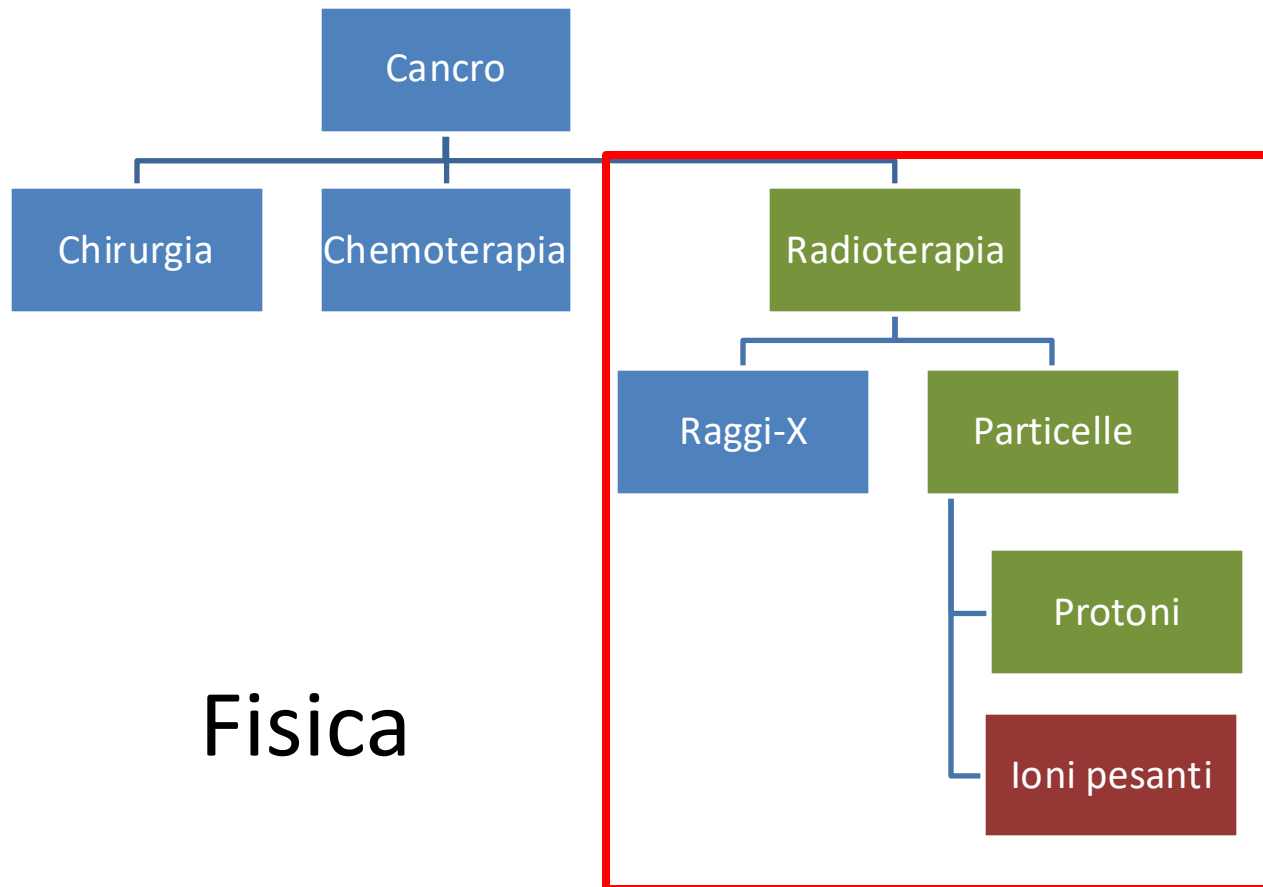 Cancro
Chirurgia
Chemoterapia
Radioterapia
Raggi-X
Particelle
Protoni
Fisica
Ioni pesanti